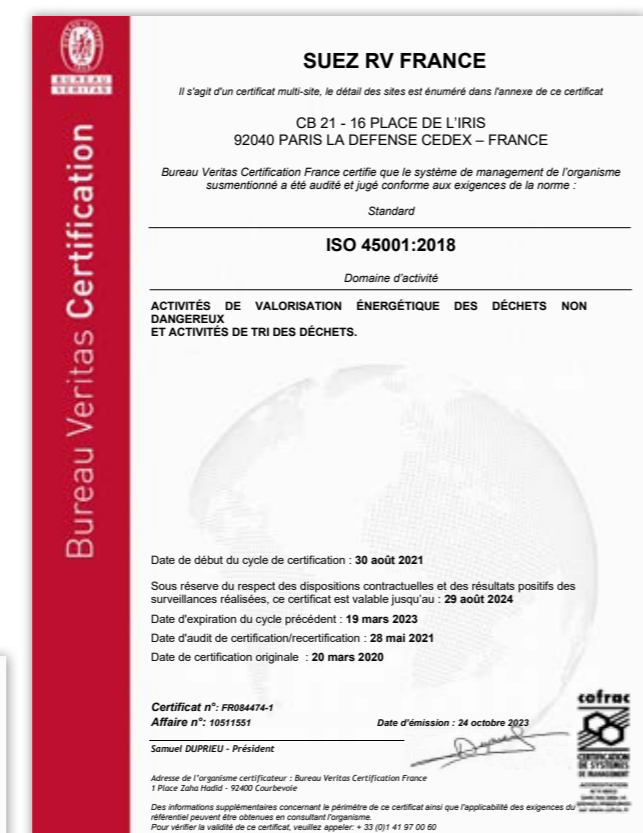 BUREAU
VERITAS
Bureau Veritas Certification
SUEZ RV FRANCE
Il s'agit d'un certificat multi-site, le détail des sites est énuméré dans l'annexe de ce certificat
CB 21 - 16 PLACE DE L'IRIS
92040 PARIS LA DEFENSE CEDEX – FRANCE
Bureau Veritas Certification France certifie que le système de management de l'organisme
susmentionné a été audité et jugé conforme aux exigences de la norme :
Standard
ISO 45001:2018
Domaine d'activité
ACTIVITÉS DE VALORISATION ÉNERGÉTIQUE DES DÉCHETS NON
DANGEREUX
ET ACTIVITÉS DE TRI DES DÉCHETS.
Date de début du cycle de certification : 30 août 2021
Sous réserve du respect des dispositions contractuelles et des résultats positifs des
surveillances réalisées, ce certificat est valable jusqu'au : 29 août 2024
Date d'expiration du cycle précédent : 19 mars 2023
Date d'audit de certification/recertification : 28 mai 2021
Date de certification originale : 20 mars 2020
Certificat n°: FR084474-1
Affaire n°: 10511551 Date d'émission : 24 octobre 2023
Samuel DUPRIEU - Président
cofrac
CERTIFICATION
DE SYSTEMES
DE MANAGEMENT
Adresse de l'organisme certificateur : Bureau Veritas Certification France
1 Place Zaha Hadid - 92400 Courbevoie
Des informations supplémentaires concernant le périmètre de ce certificat ainsi que l'applicabilité des exigences du
référentiel peuvent être obtenues en consultant l'organisme.
Pour vérifier la validité de ce certificat, veuillez appeler: + 33 (0)1 41 97 00 60